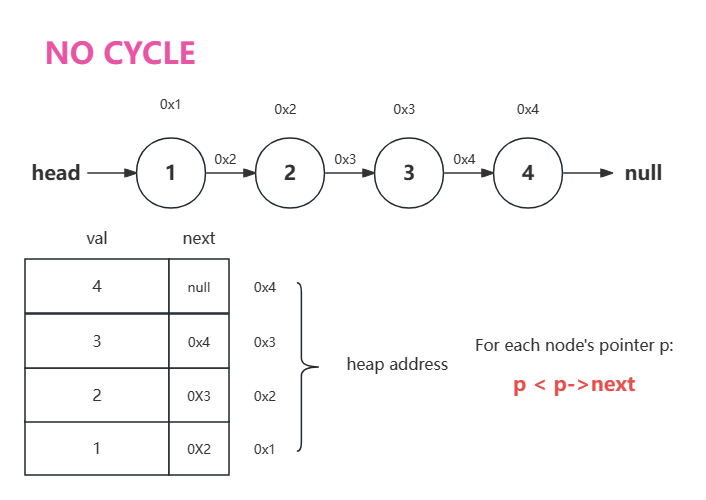 NO CYCLE
0x1 0x2 0x3 0x4
head 1 0x2 2 0x3 3 0x4 4 null
val next
4 null 0x4
3 0x4 0x3
2 0X3 0x2
1 0X2 0x1
heap address
For each node's pointer p:
p < p->next